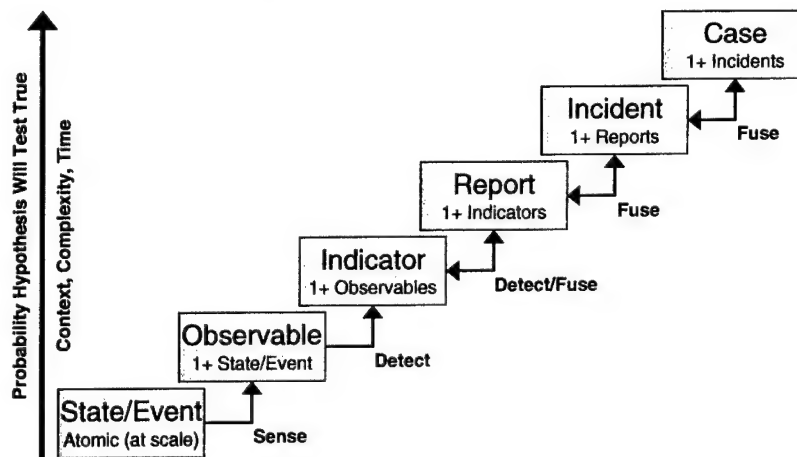 Case
1+ Incidents
Incident
1+ Reports
Fuse
Report
1+ Indicators
Fuse
Indicator
1+ Observables
Detect/Fuse
Observable
1+ State/Event
Detect
State/Event
Atomic (at scale)
Sense
Probability Hypothesis Will Test True
Context, Complexity, Time